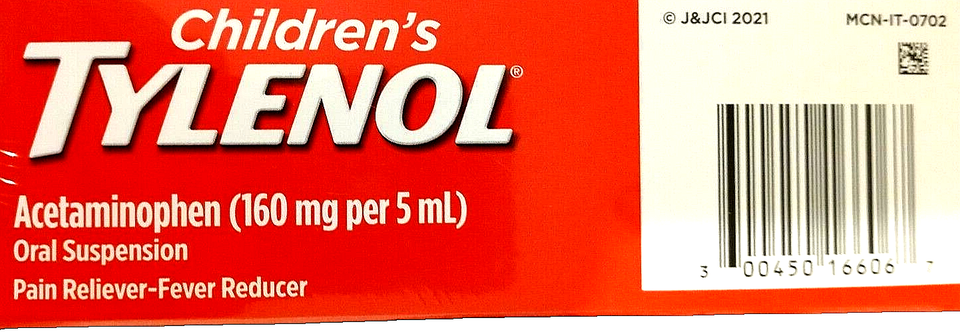 Children's
TYLENOL®
Acetaminophen (160 mg per 5 mL)
Oral Suspension
Pain Reliever-Fever Reducer
© J&JCI 2021 MCN-IT-0702
3 00450 16606 7